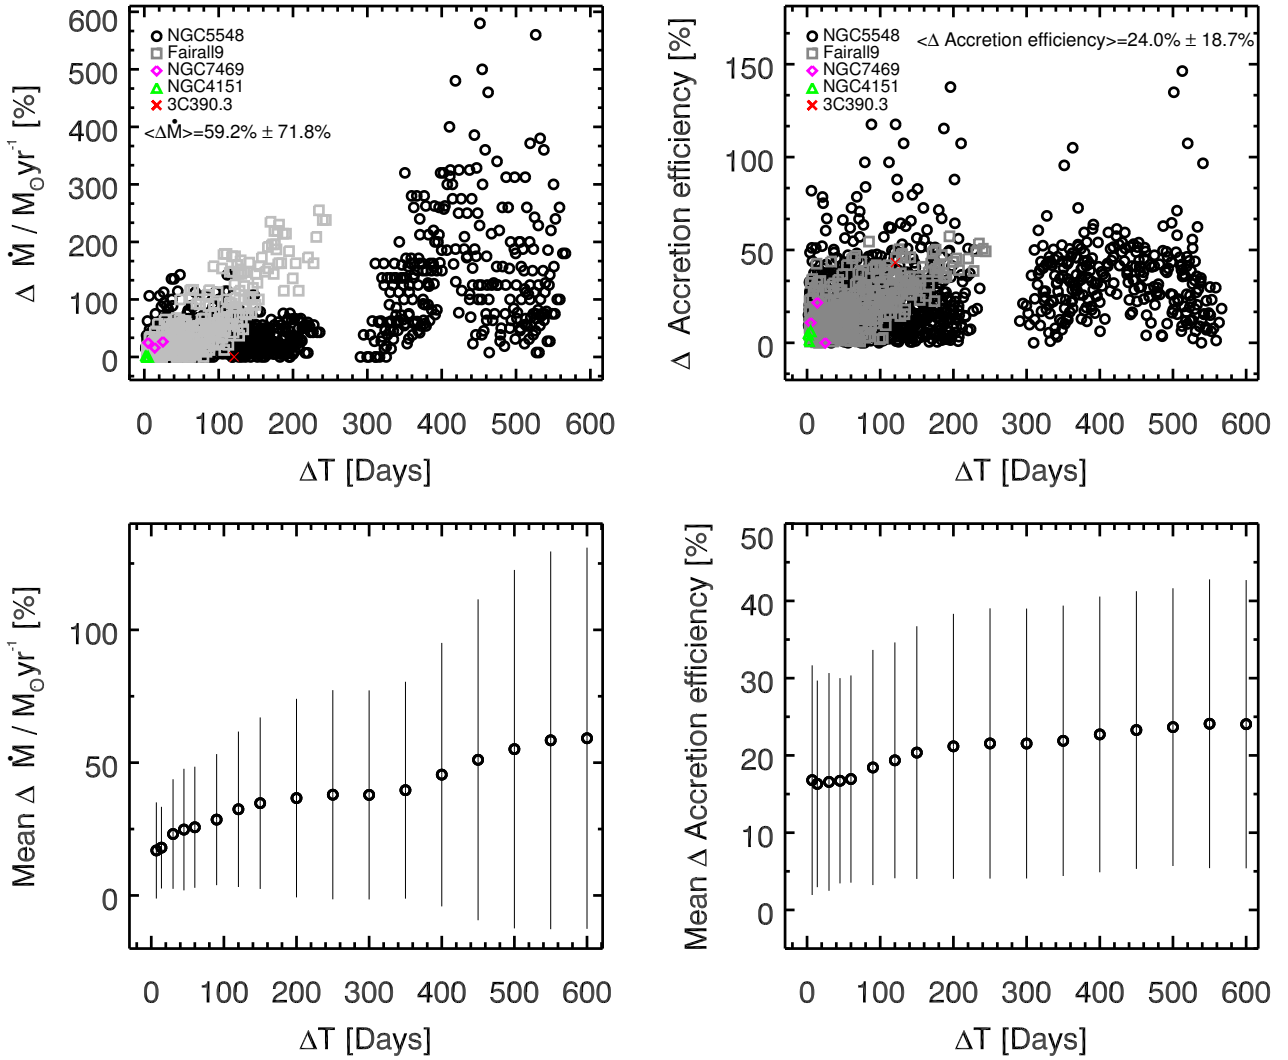 NGC5548
Fairall9
NGC7469
NGC4151
3C390.3
<ΔṀ>=59.2% ± 71.8%
600
500
400
300
200
100
0
Δ Ṁ / M⊙yr⁻¹ [%]
0 100 200 300 400 500 600
ΔT [Days]
<Δ Accretion efficiency>=24.0% ± 18.7%
NGC5548
Fairall9
NGC7469
NGC4151
3C390.3
150
100
50
0
Δ Accretion efficiency [%]
0 100 200 300 400 500 600
ΔT [Days]
100
50
0
Mean Δ Ṁ / M⊙yr⁻¹ [%]
0 100 200 300 400 500 600
ΔT [Days]
50
40
30
20
10
0
Mean Δ Accretion efficiency [%]
0 100 200 300 400 500 600
ΔT [Days]